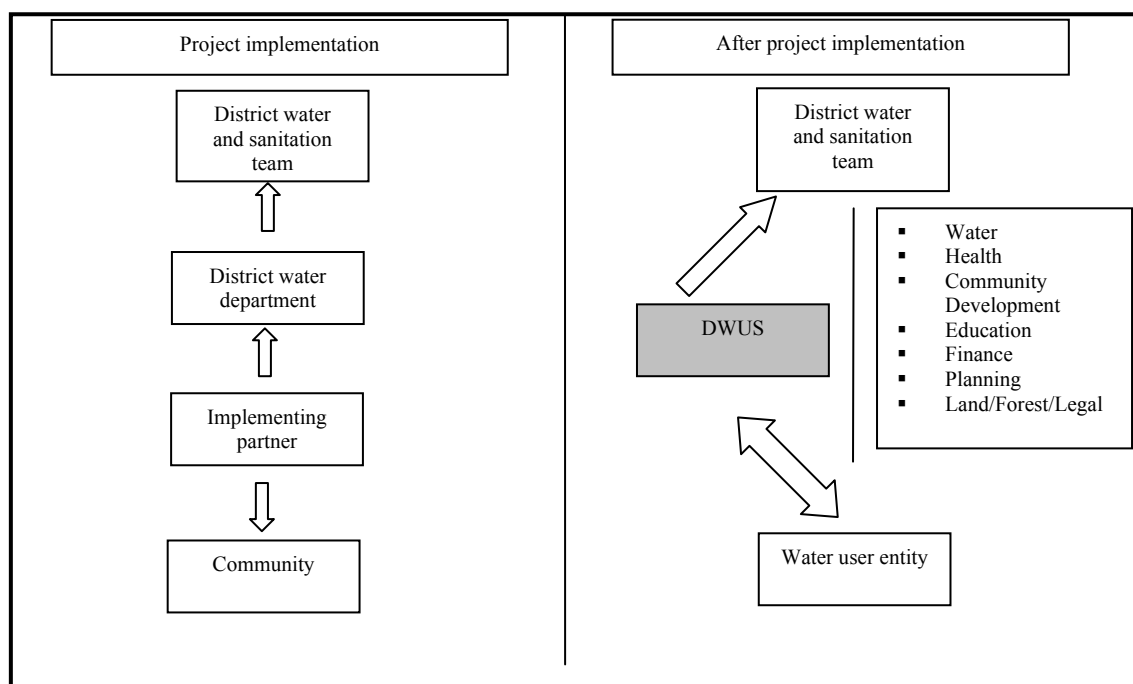 Project implementation
District water
and sanitation
team
District water
department
Implementing
partner
Community
After project implementation
District water
and sanitation
team
▪ Water
▪ Health
▪ Community
Development
▪ Education
▪ Finance
▪ Planning
▪ Land/Forest/Legal
DWUS
Water user entity